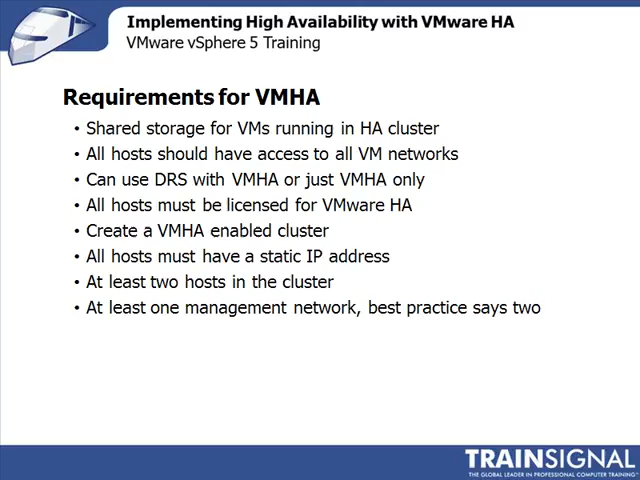 Implementing High Availability with VMware HA
VMware vSphere 5 Training
Requirements for VMHA
• Shared storage for VMs running in HA cluster
• All hosts should have access to all VM networks
• Can use DRS with VMHA or just VMHA only
• All hosts must be licensed for VMware HA
• Create a VMHA enabled cluster
• All hosts must have a static IP address
• At least two hosts in the cluster
• At least one management network, best practice says two
TRAINSIGNAL
THE GLOBAL LEADER IN PROFESSIONAL COMPUTER TRAINING™